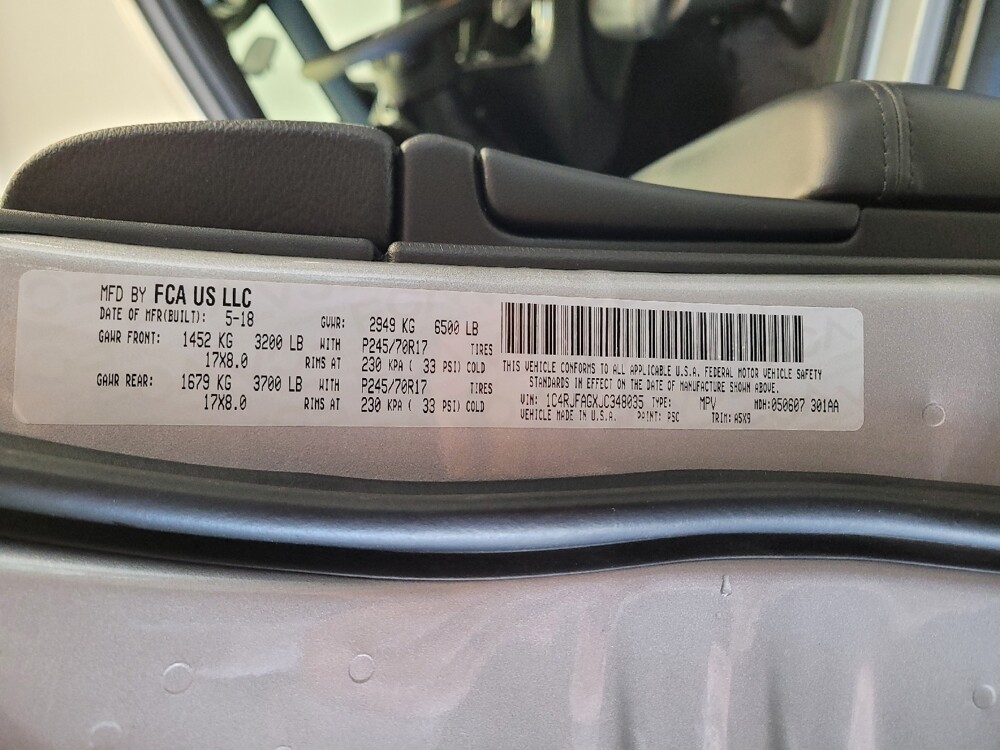 MFD BY FCA US LLC
DATE OF MFR(BUILT): 5-18 GVWR: 2949 KG 6500 LB
GAWR FRONT: 1452 KG 3200 LB WITH P245/70R17 TIRES
17X8.0 RIMS AT 230 KPA ( 33 PSI) COLD
GAWR REAR: 1679 KG 3700 LB WITH P245/70R17 TIRES
17X8.0 RIMS AT 230 KPA ( 33 PSI) COLD
THIS VEHICLE CONFORMS TO ALL APPLICABLE U.S.A. FEDERAL MOTOR VEHICLE SAFETY
STANDARDS IN EFFECT ON THE DATE OF MANUFACTURE SHOWN ABOVE.
VIN: 1C4RJFAGXJC348035 TYPE: MPV MDH:050607 301AA
VEHICLE MADE IN U.S.A. PAINT: PSC TRIM: A5X9